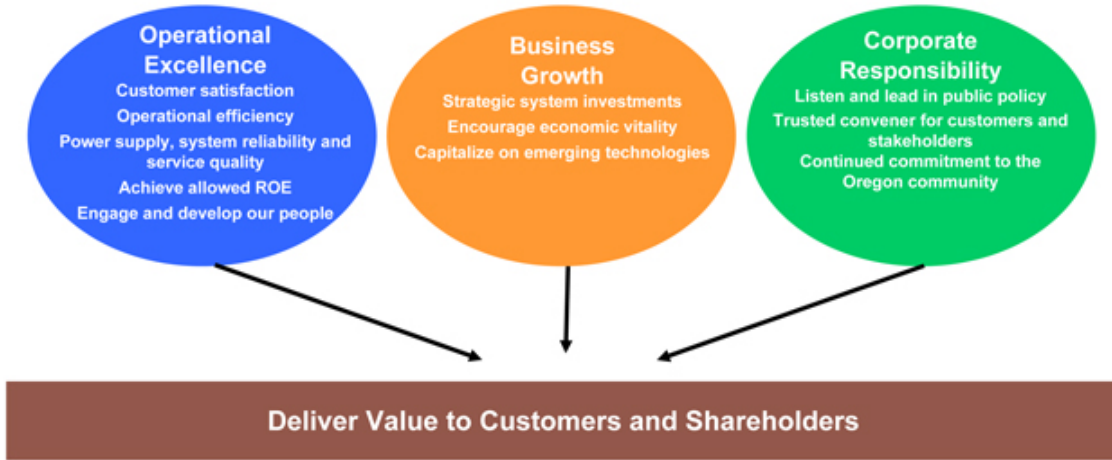 Operational
Excellence
Customer satisfaction
Operational efficiency
Power supply, system reliability and
service quality
Achieve allowed ROE
Engage and develop our people
Business
Growth
Strategic system investments
Encourage economic vitality
Capitalize on emerging technologies
Corporate
Responsibility
Listen and lead in public policy
Trusted convener for customers and
stakeholders
Continued commitment to the
Oregon community
Deliver Value to Customers and Shareholders